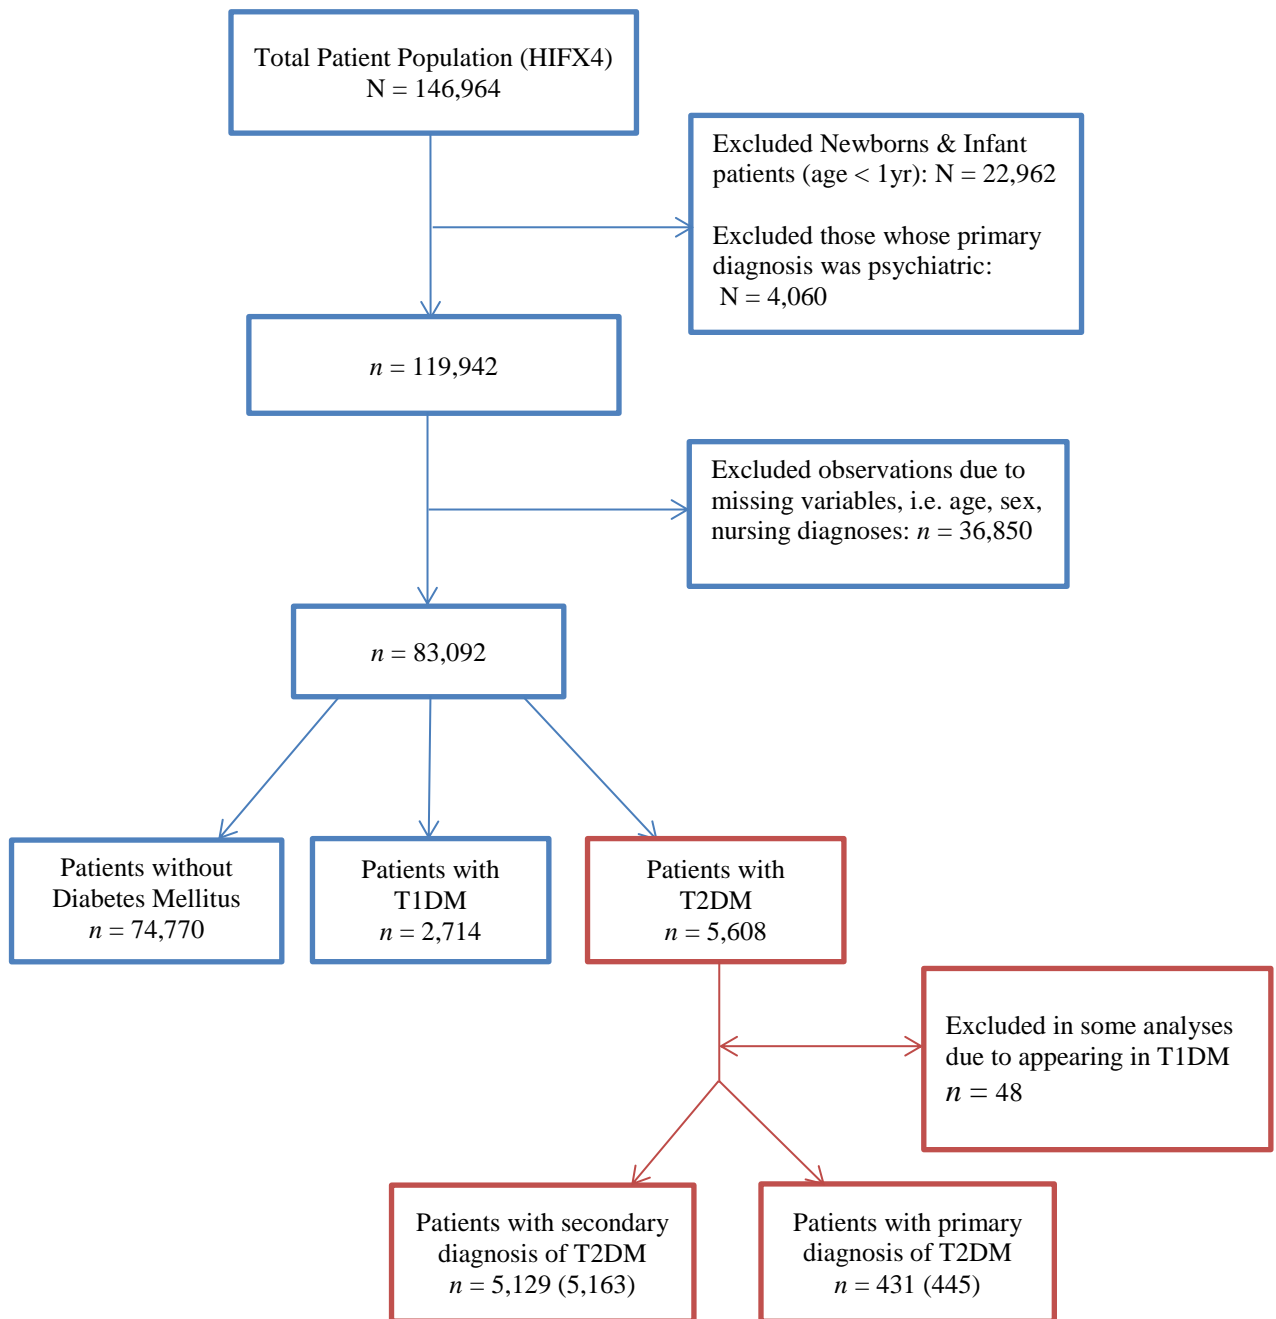 Total Patient Population (HIFX4)
N = 146,964
Excluded Newborns & Infant
patients (age < 1yr): N = 22,962
Excluded those whose primary
diagnosis was psychiatric:
N = 4,060
n = 119,942
Excluded observations due to
missing variables, i.e. age, sex,
nursing diagnoses: n = 36,850
n = 83,092
Patients without
Diabetes Mellitus
n = 74,770
Patients with
T1DM
n = 2,714
Patients with
T2DM
n = 5,608
Excluded in some analyses
due to appearing in T1DM
n = 48
Patients with secondary
diagnosis of T2DM
n = 5,129 (5,163)
Patients with primary
diagnosis of T2DM
n = 431 (445)